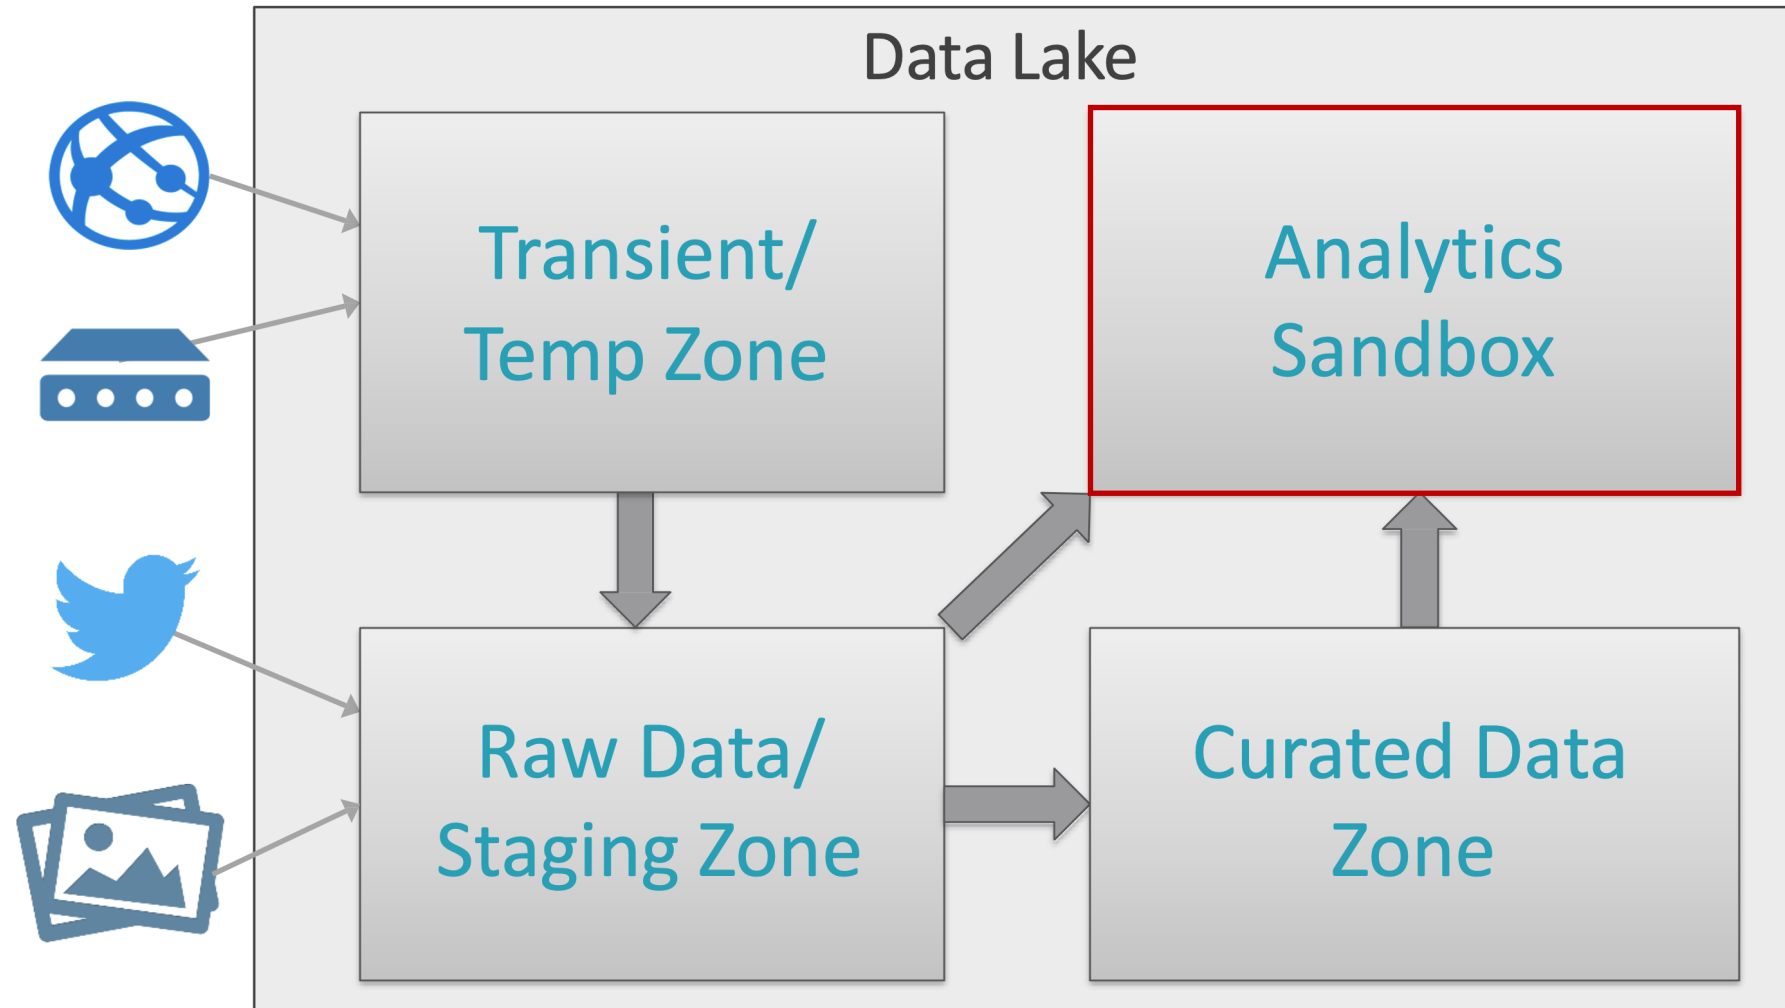 Data Lake
Transient/
Temp Zone
Analytics
Sandbox
Raw Data/
Staging Zone
Curated Data
Zone